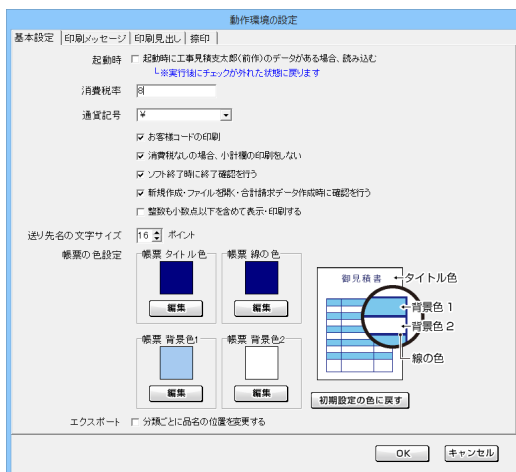 動作環境の設定
基本設定 印刷メッセージ 印刷見出し 捺印
起動時 起動時に工事見積支太郎(前作)のデータがある場合、読み込む
└※実行後にチェックが外れた状態に戻ります
消費税率 8
通貨記号 ¥
お客様コードの印刷
消費税なしの場合、小計欄の印刷をしない
ソフト終了時に終了確認を行う
新規作成・ファイルを開く・合計請求データ作成時に確認を行う
整数も小数点以下を含めて表示・印刷する
送り先名の文字サイズ 16 ポイント
帳票の色設定 帳票 タイトル色 帳票 線の色
編集 編集
帳票 背景色1 帳票 背景色2
編集 編集
御見積書 タイトル色
背景色 1
背景色 2
線の色
初期設定の色に戻す
エクスポート 分類ごとに品名の位置を変更する
OK キャンセル